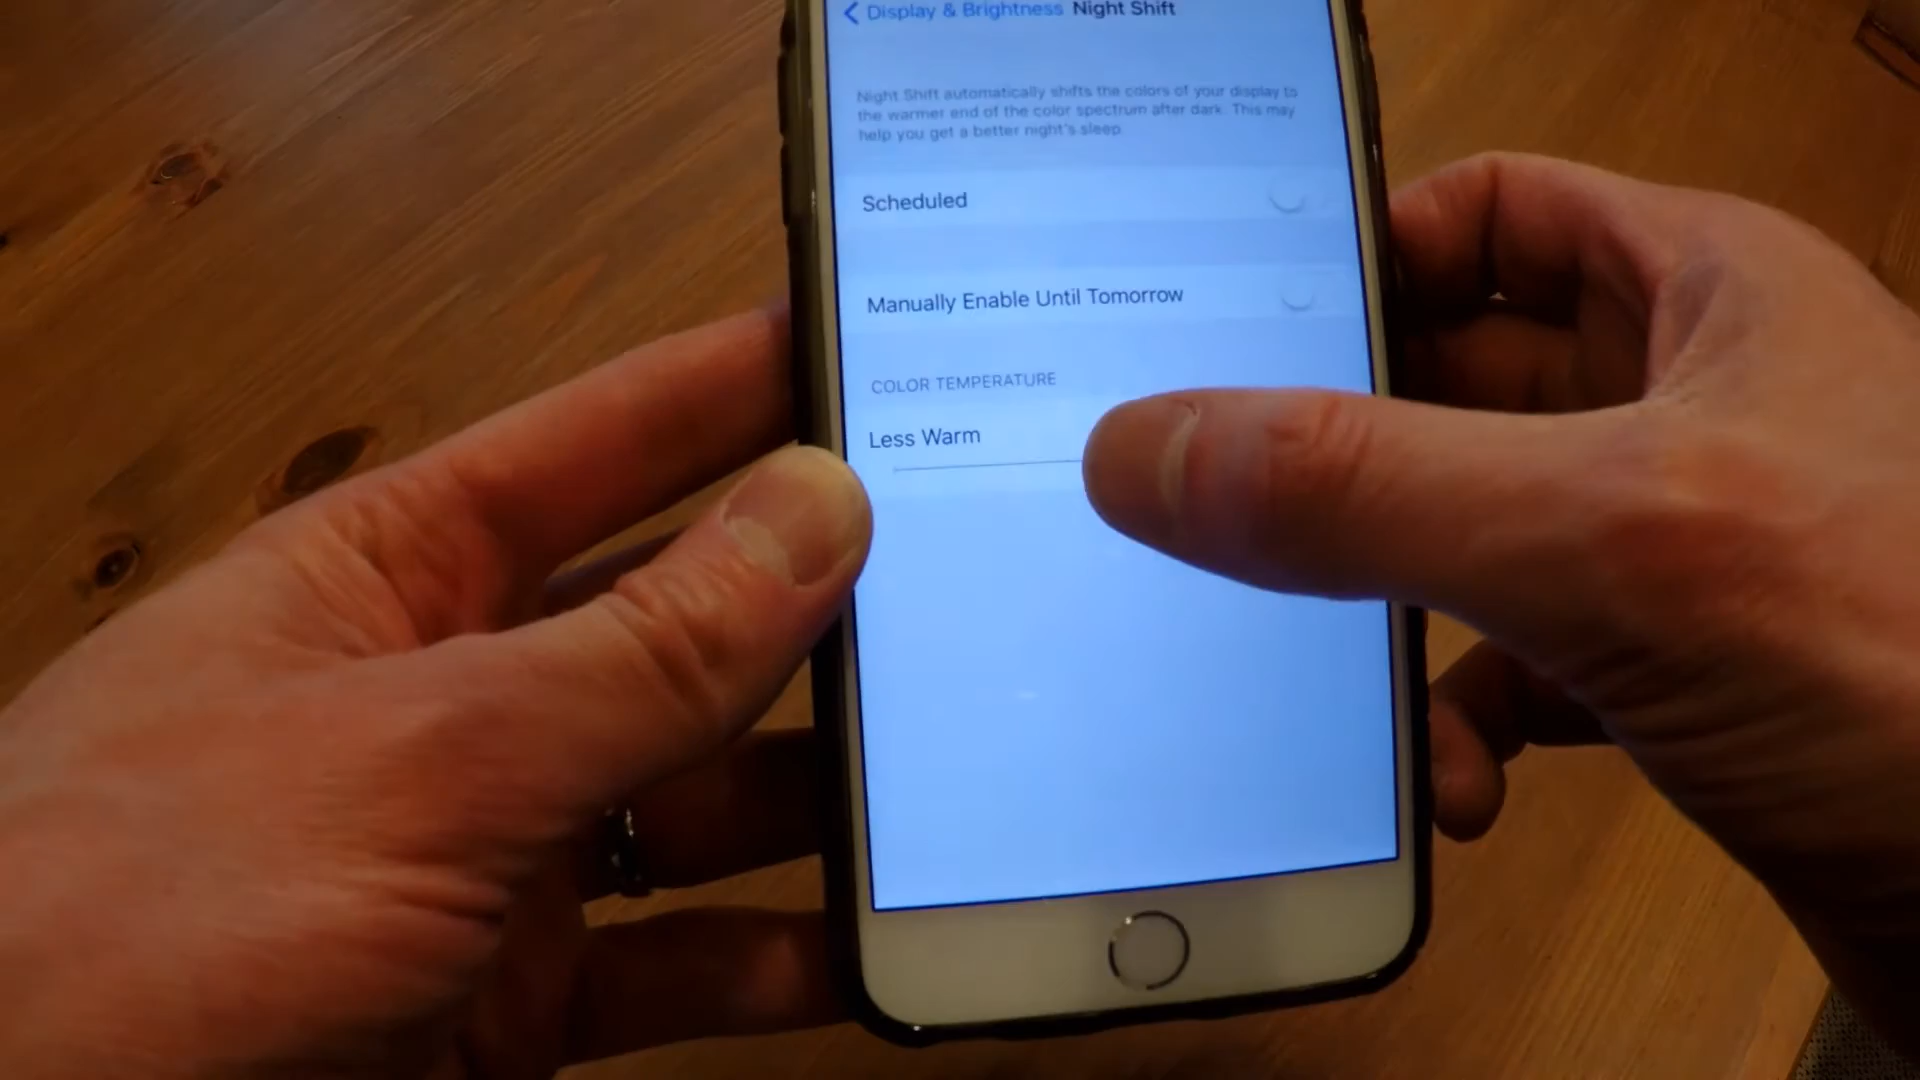 Display & Brightness Night Shift
Night Shift automatically shifts the colors of your display to
the warmer end of the color spectrum after dark. This may
help you get a better night's sleep.
Scheduled
Manually Enable Until Tomorrow
COLOR TEMPERATURE
Less Warm